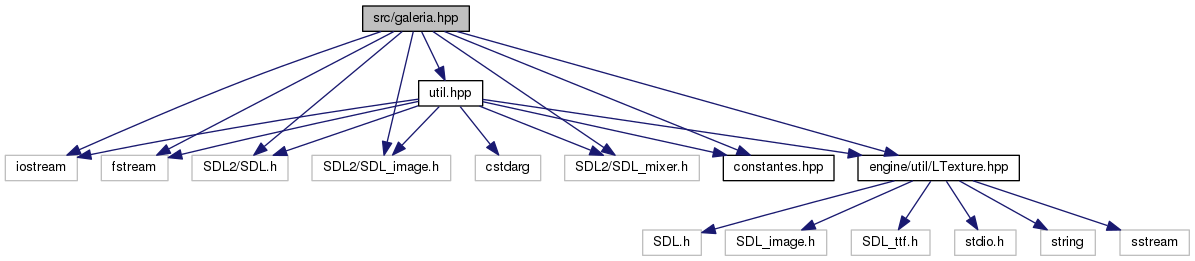 src/galeria.hpp
util.hpp
iostream
fstream
SDL2/SDL.h
SDL2/SDL_image.h
cstdarg
SDL2/SDL_mixer.h
constantes.hpp
engine/util/LTexture.hpp
SDL.h
SDL_image.h
SDL_ttf.h
stdio.h
string
sstream